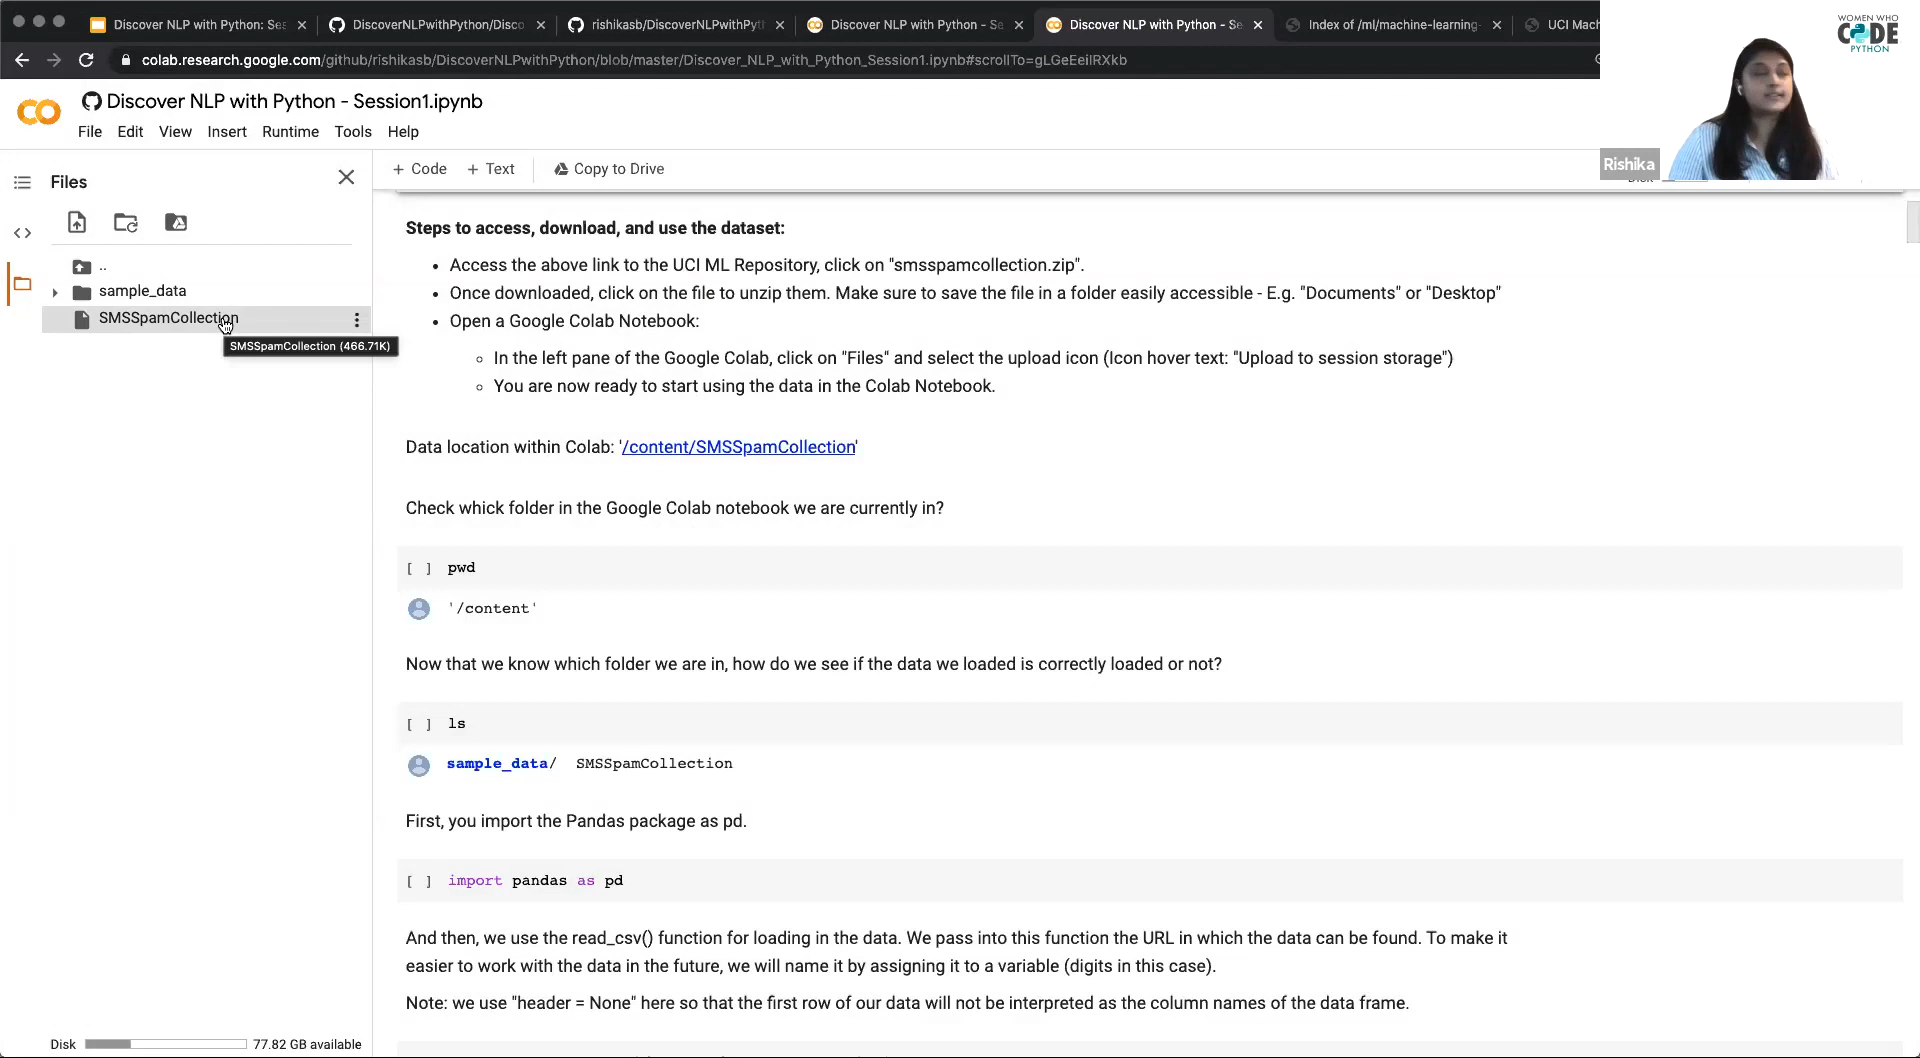 Discover NLP with Python: Ses
DiscoverNLPwithPython/Disco
rishikasb/DiscoverNLPwithPyth
Discover NLP with Python - Se
Discover NLP with Python - Se
Index of /ml/machine-learning-
UCI Mach
colab.research.google.com/github/rishikasb/DiscoverNLPwithPython/blob/master/Discover_NLP_with_Python_Session1.ipynb#scrollTo=gLGeEeiIRXkb
WOMEN WHO
CODE
PYTHON
Rishika
Discover NLP with Python - Session1.ipynb
File Edit View Insert Runtime Tools Help
Files
+ Code + Text Copy to Drive
Disk
..
sample_data
SMSSpamCollection
SMSSpamCollection (466.71K)
Steps to access, download, and use the dataset:
• Access the above link to the UCI ML Repository, click on "smsspamcollection.zip".
• Once downloaded, click on the file to unzip them. Make sure to save the file in a folder easily accessible - E.g. "Documents" or "Desktop"
• Open a Google Colab Notebook:
◦ In the left pane of the Google Colab, click on "Files" and select the upload icon (Icon hover text: "Upload to session storage")
◦ You are now ready to start using the data in the Colab Notebook.
Data location within Colab: '/content/SMSSpamCollection'
Check which folder in the Google Colab notebook we are currently in?
[ ] pwd
'/content'
Now that we know which folder we are in, how do we see if the data we loaded is correctly loaded or not?
[ ] ls
sample_data/ SMSSpamCollection
First, you import the Pandas package as pd.
[ ] import pandas as pd
And then, we use the read_csv() function for loading in the data. We pass into this function the URL in which the data can be found. To make it
easier to work with the data in the future, we will name it by assigning it to a variable (digits in this case).
Note: we use "header = None" here so that the first row of our data will not be interpreted as the column names of the data frame.
Disk 77.82 GB available